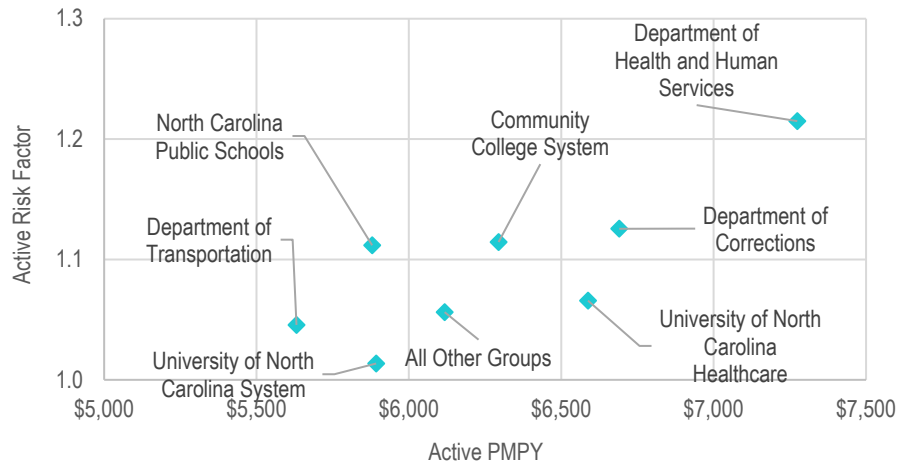 1.3
Department of
Health and Human
Services
1.2
North Carolina
Public Schools
Community
College System
Active Risk Factor
Department of
Transportation
Department of
Corrections
1.1
University of North
Carolina System
All Other Groups
University of North
Carolina
Healthcare
1.0
$5,000
$5,500
$6,000
$6,500
$7,000
$7,500
Active PMPY